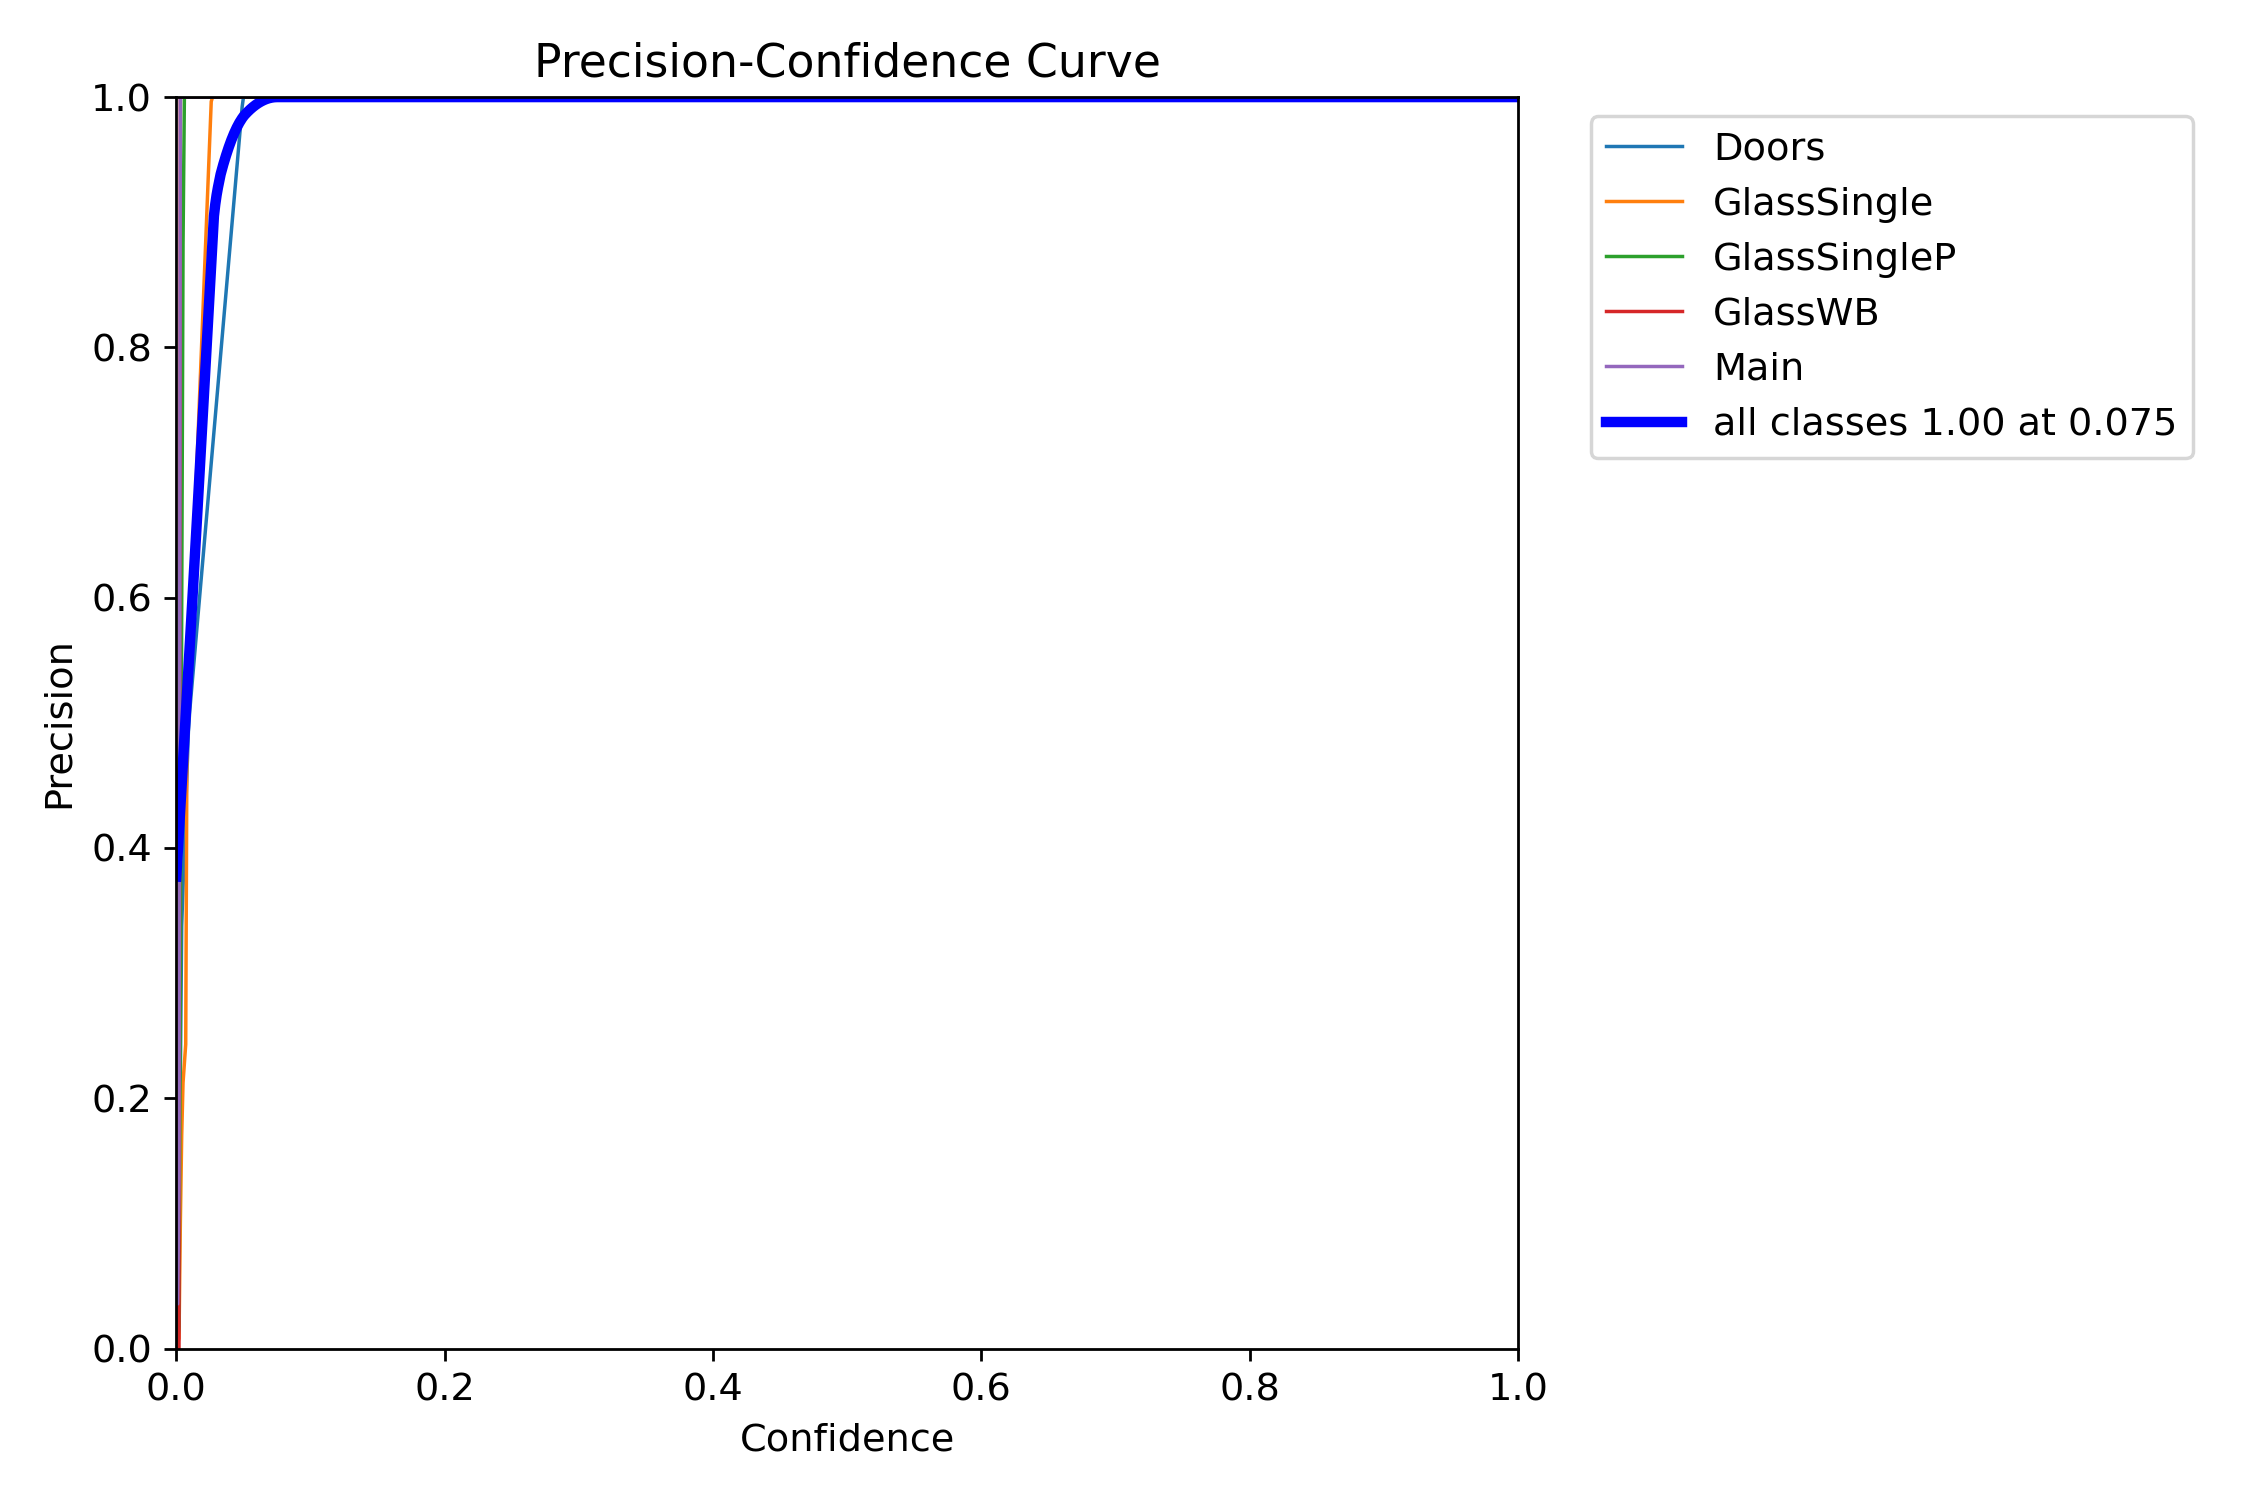 Precision-Confidence Curve
1.0
0.8
0.6
0.4
0.2
0.0
Precision
0.0 0.2 0.4 0.6 0.8 1.0
Confidence
Doors
GlassSingle
GlassSingleP
GlassWB
Main
all classes 1.00 at 0.075